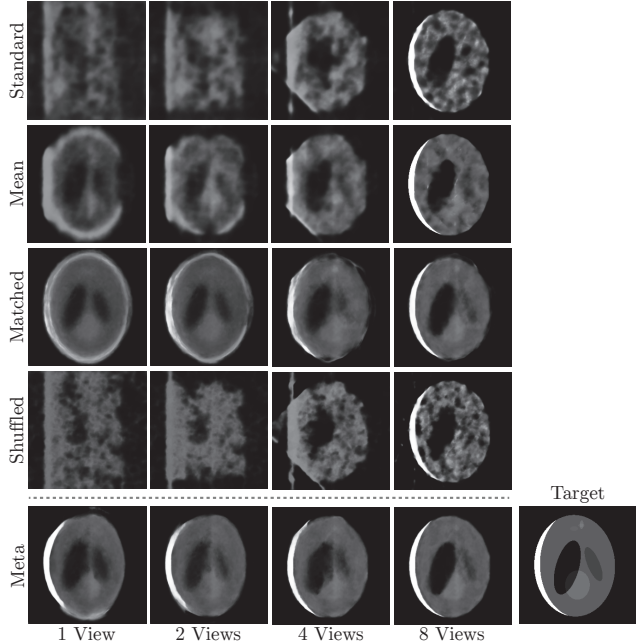 Standard
Mean
Matched
Shuffled
Target
Meta
1 View
2 Views
4 Views
8 Views